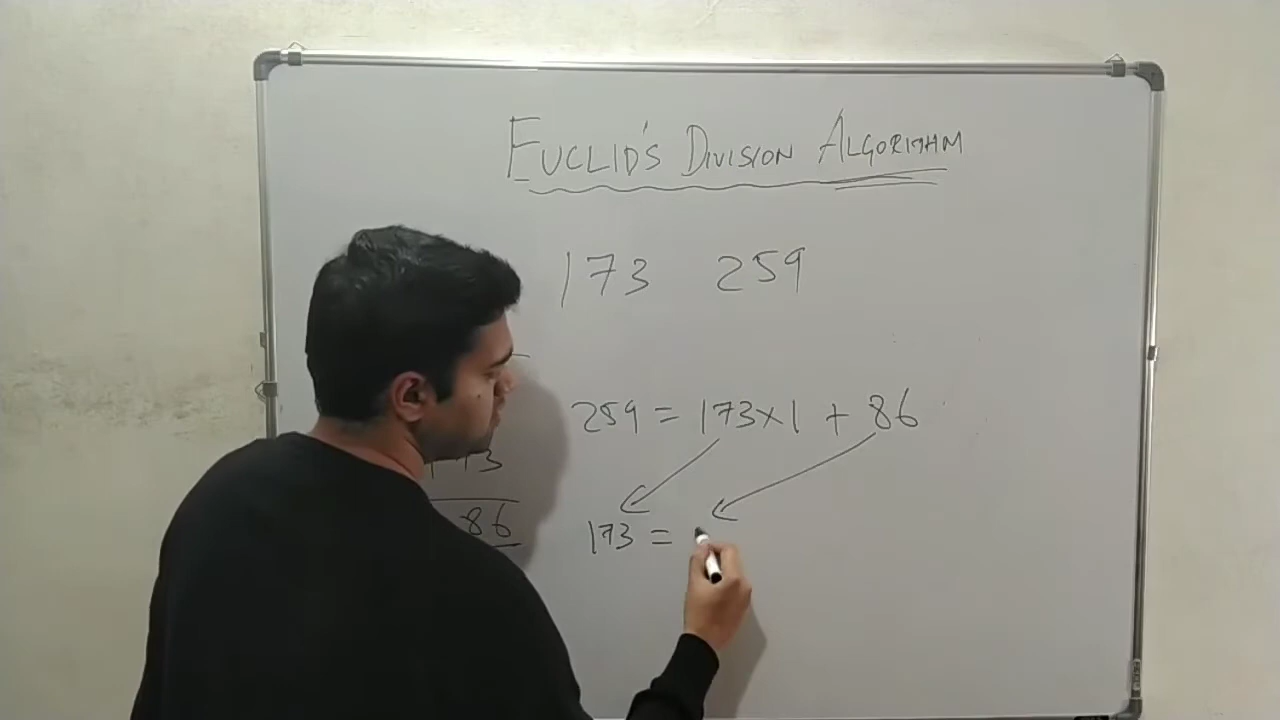 EUCLID'S DIVISION ALGORITHM
173 259
259 = 173 x 1 + 86
173 =
86